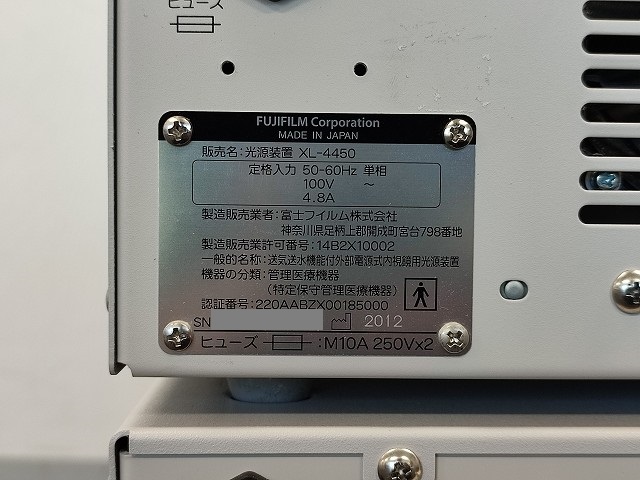 ヒューズ
FUJIFILM Corporation
MADE IN JAPAN
販売名:光源装置 XL-4450
定格入力 50-60Hz 単相
100V ~
4.8A
製造販売業者:富士フイルム株式会社
神奈川県足柄上郡開成町宮台798番地
製造販売業許可番号:14B2X10002
一般的名称:送気送水機能付外部電源式内視鏡用光源装置
機器の分類:管理医療機器
(特定保守管理医療機器)
認証番号:220AABZX00185000
SN 2012
ヒューズ :M10A 250V×2